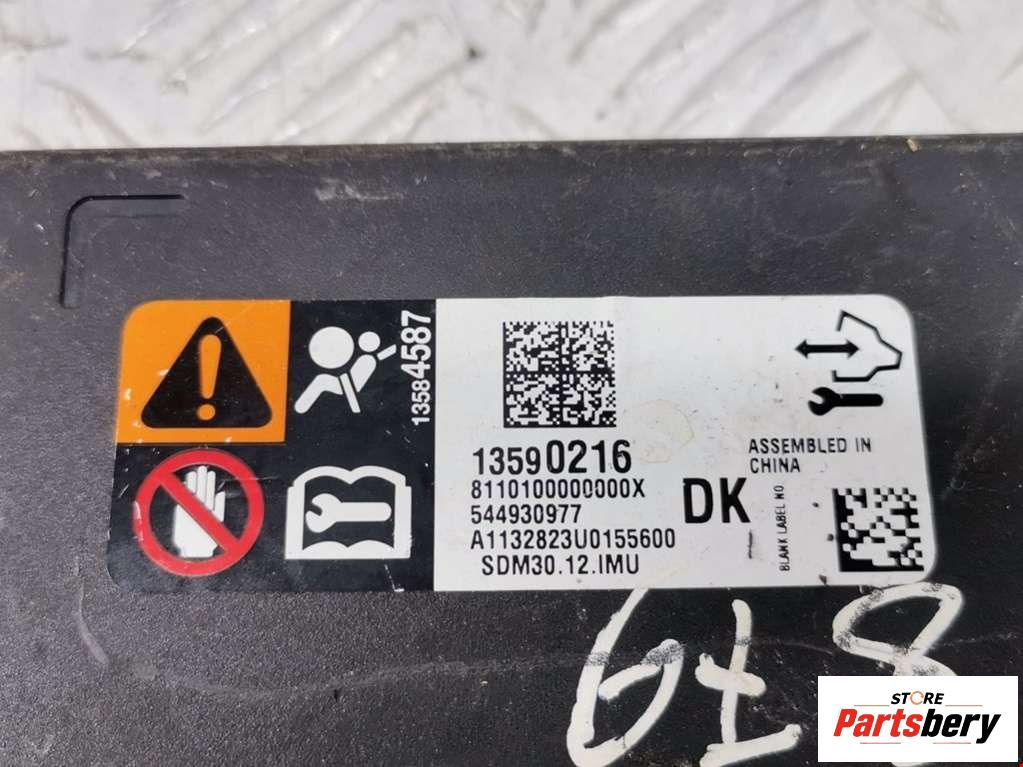 13584587
13590216
8110100000000X
544930977
A1132823U0155600
SDM30.12.IMU
DK
ASSEMBLED IN
CHINA
BLANK LABEL NO.
STORE
Partsbery